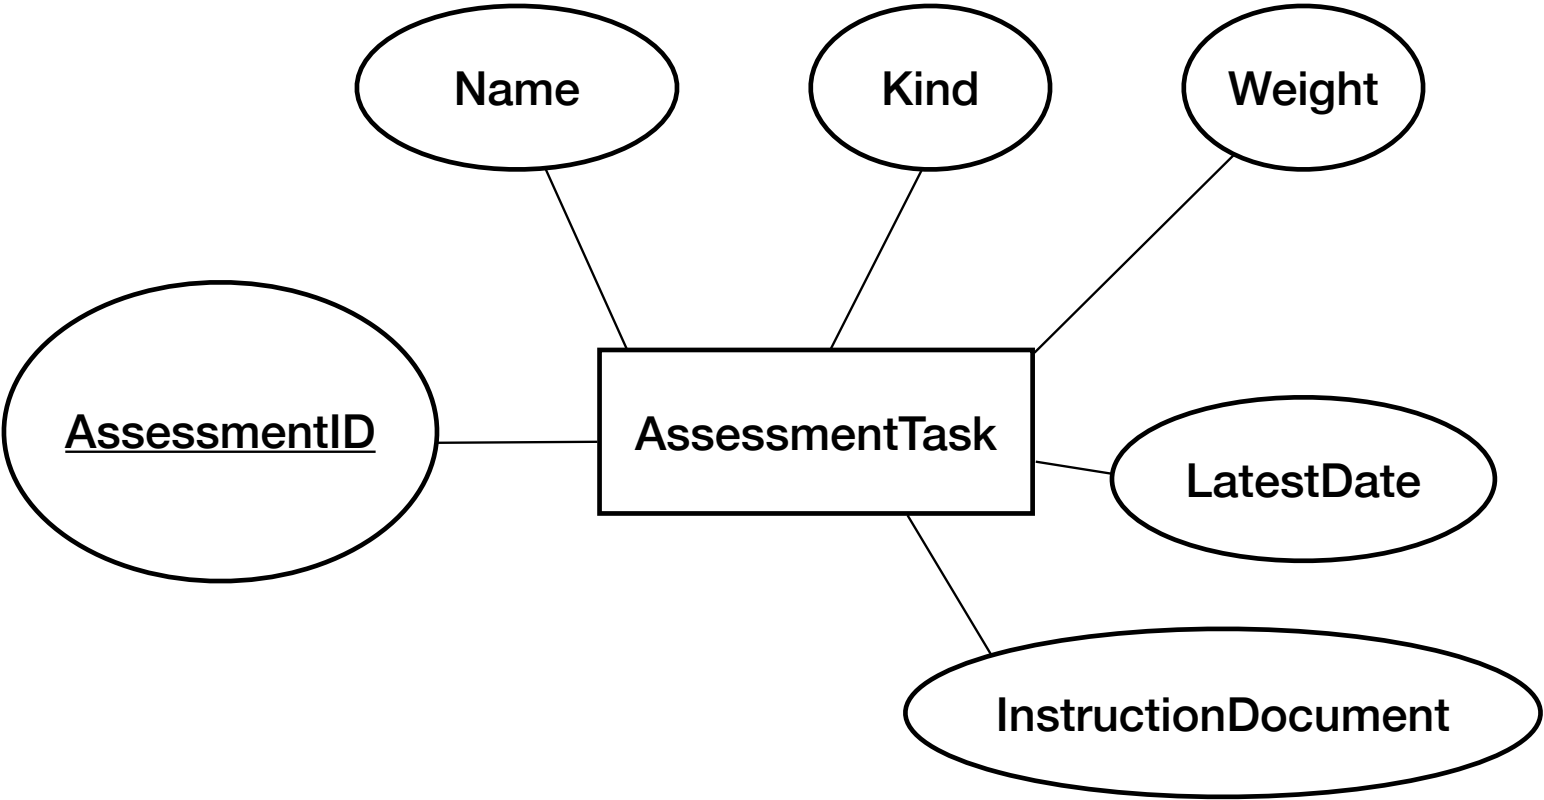 Name
Kind
Weight
AssessmentID
AssessmentTask
LatestDate
InstructionDocument